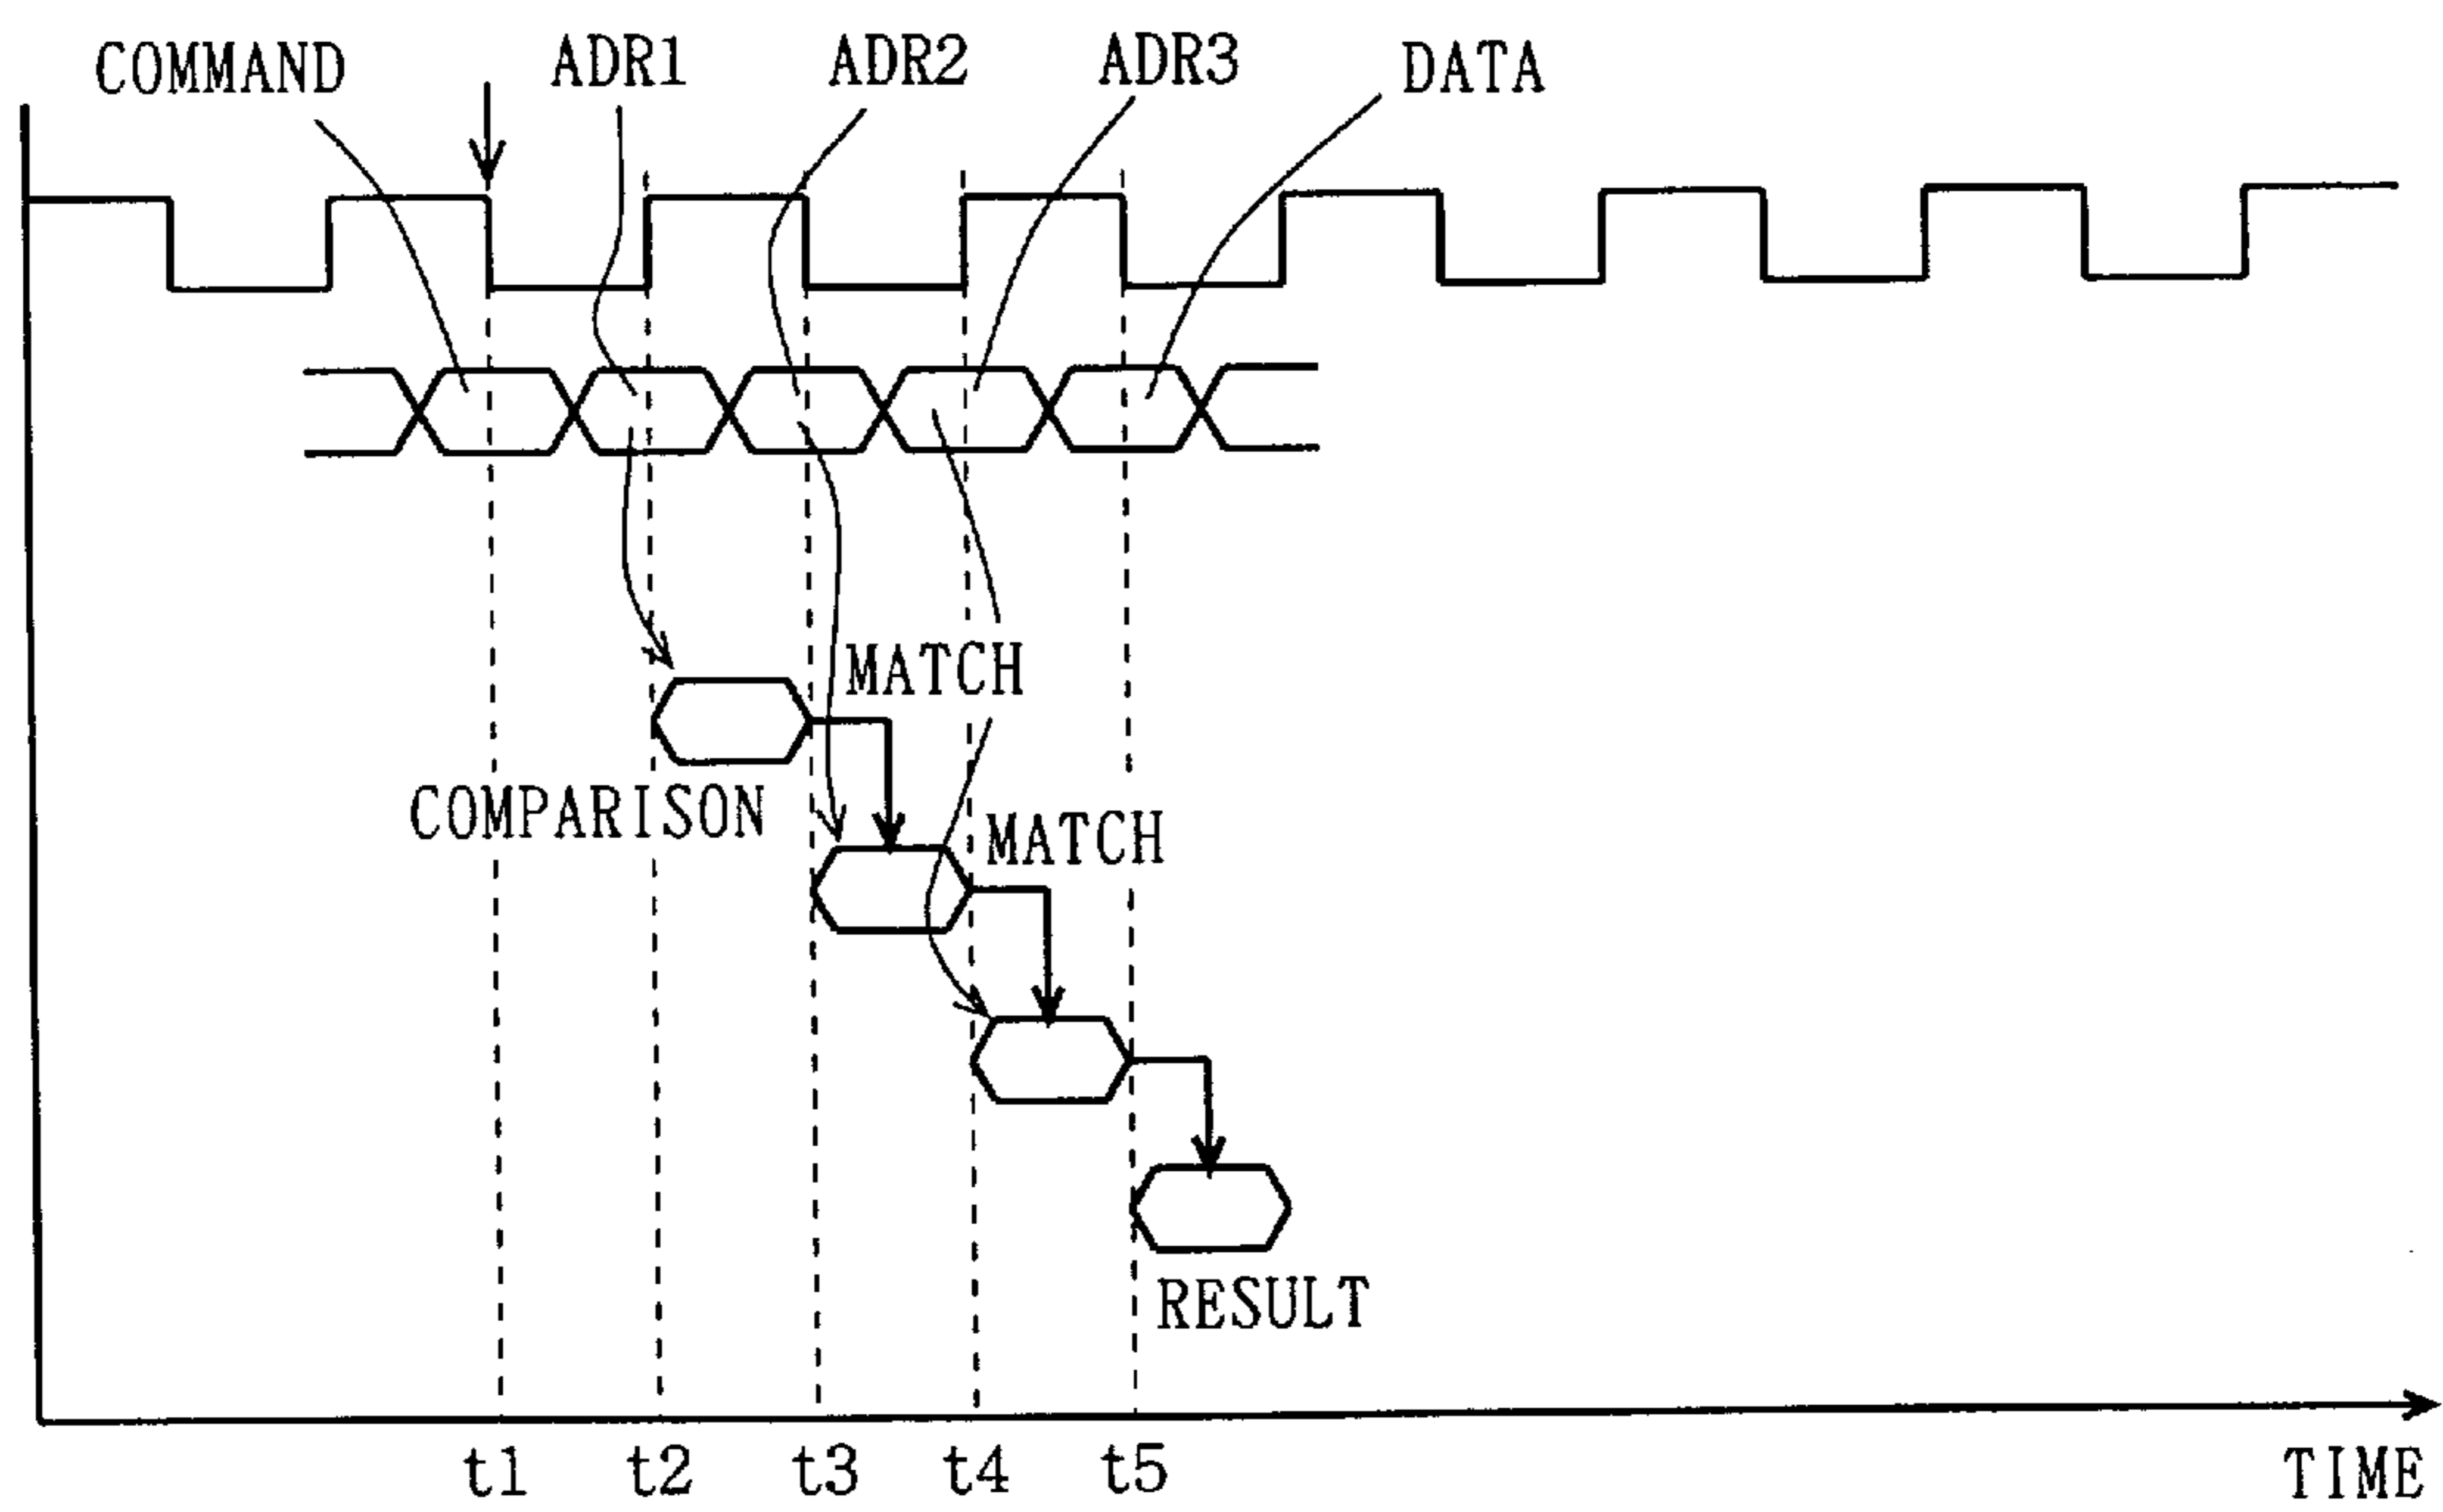 COMMAND ADR1 ADR2 ADR3 DATA
MATCH
COMPARISON
MATCH
RESULT
t1 t2 t3 t4 t5 TIME